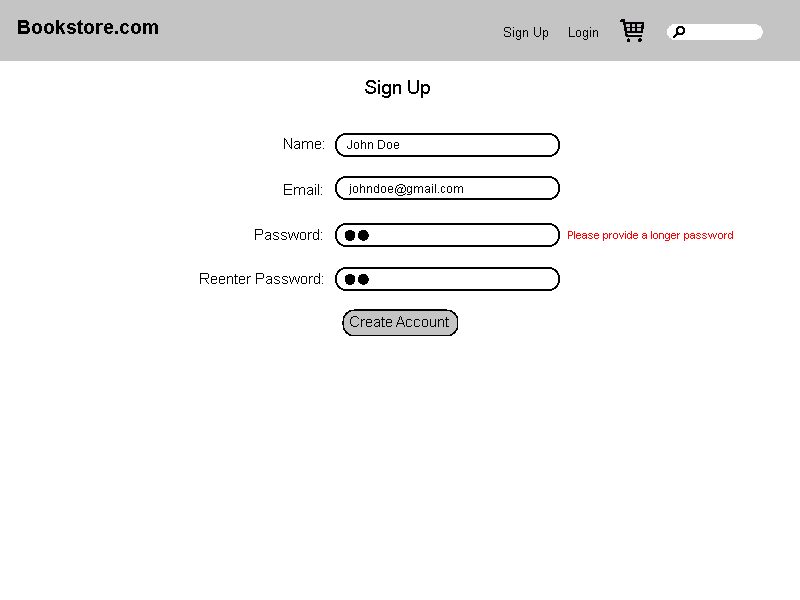 Bookstore.com
Sign Up
Login
Sign Up
Name:
John Doe
Email:
johndoe@gmail.com
Password:
Please provide a longer password
Reenter Password:
Create Account